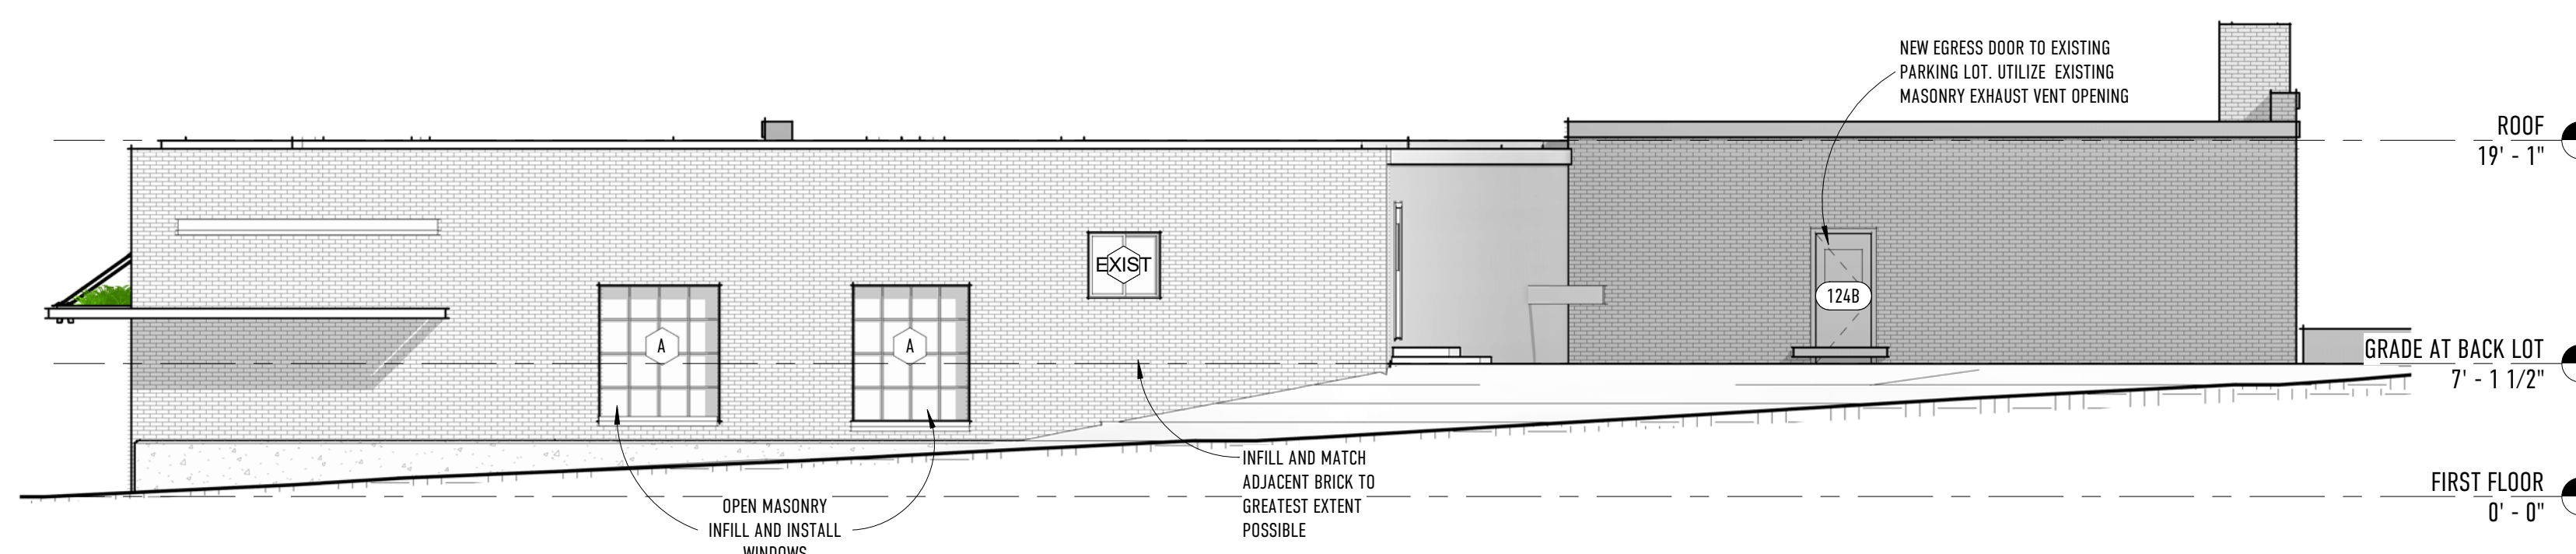 NEW EGRESS DOOR TO EXISTING
PARKING LOT. UTILIZE EXISTING
MASONRY EXHAUST VENT OPENING
ROOF
19' - 1"
EXIST
124B
A
A
GRADE AT BACK LOT
7' - 1 1/2"
INFILL AND MATCH
ADJACENT BRICK TO
GREATEST EXTENT
POSSIBLE
FIRST FLOOR
0' - 0"
OPEN MASONRY
INFILL AND INSTALL
WINDOWS